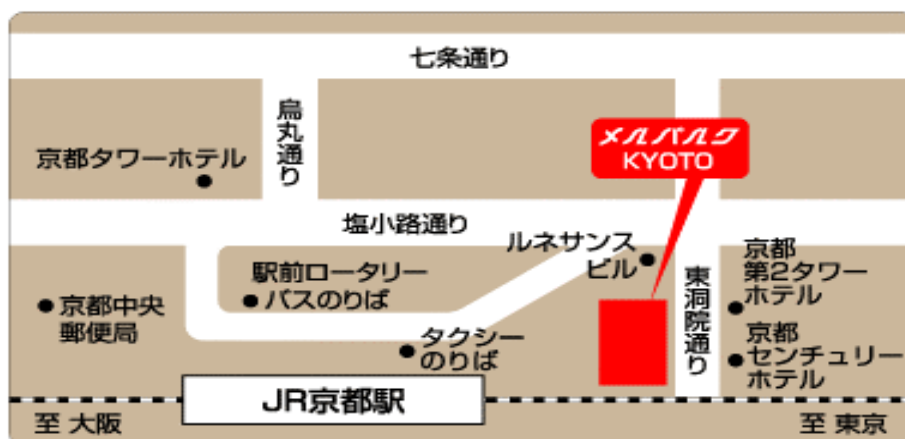 七条通り
烏丸通り
メルパルク
KYOTO
京都タワーホテル
塩小路通り
ルネサンス
ビル
駅前ロータリー
バスのりば
京都中央
郵便局
タクシー
のりば
東洞院通り
京都
第2タワー
ホテル
京都
センチュリー
ホテル
JR京都駅
至 大阪
至 東京